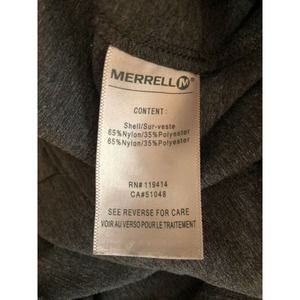 MERRELL M
CONTENT:
Shell/Sur-veste
65%Nylon/35%Polyester
65%Nylon/35%Polyester
RN# 119414
CA#51048
SEE REVERSE FOR CARE
VOIR AU VERSO POUR LE TRAITEMENT